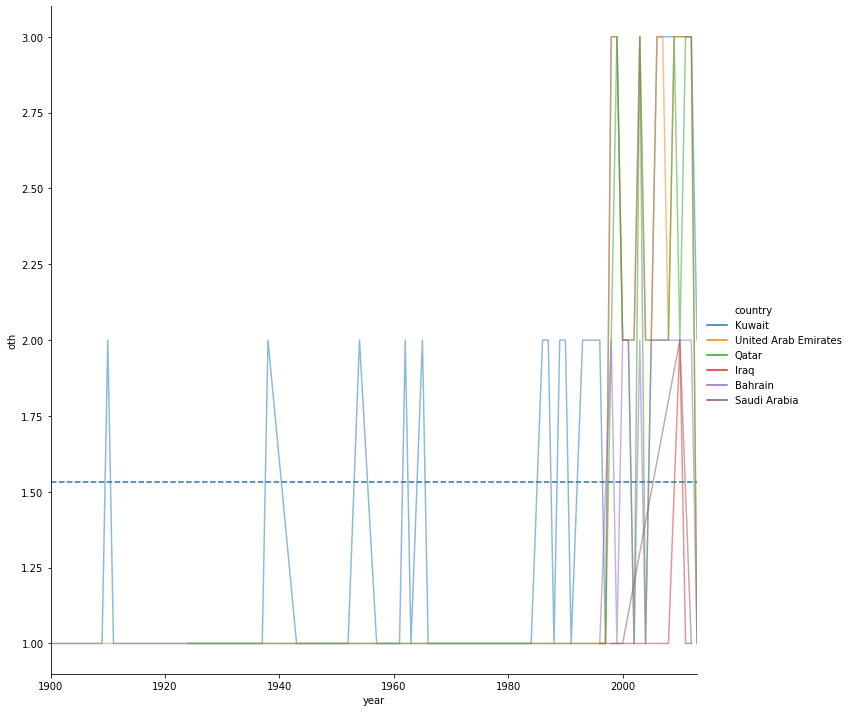 3.00
2.75
2.50
2.25
2.00
1.75
1.50
1.25
1.00
oth
1900
1920
1940
1960
1980
2000
year
country
Kuwait
United Arab Emirates
Qatar
Iraq
Bahrain
Saudi Arabia